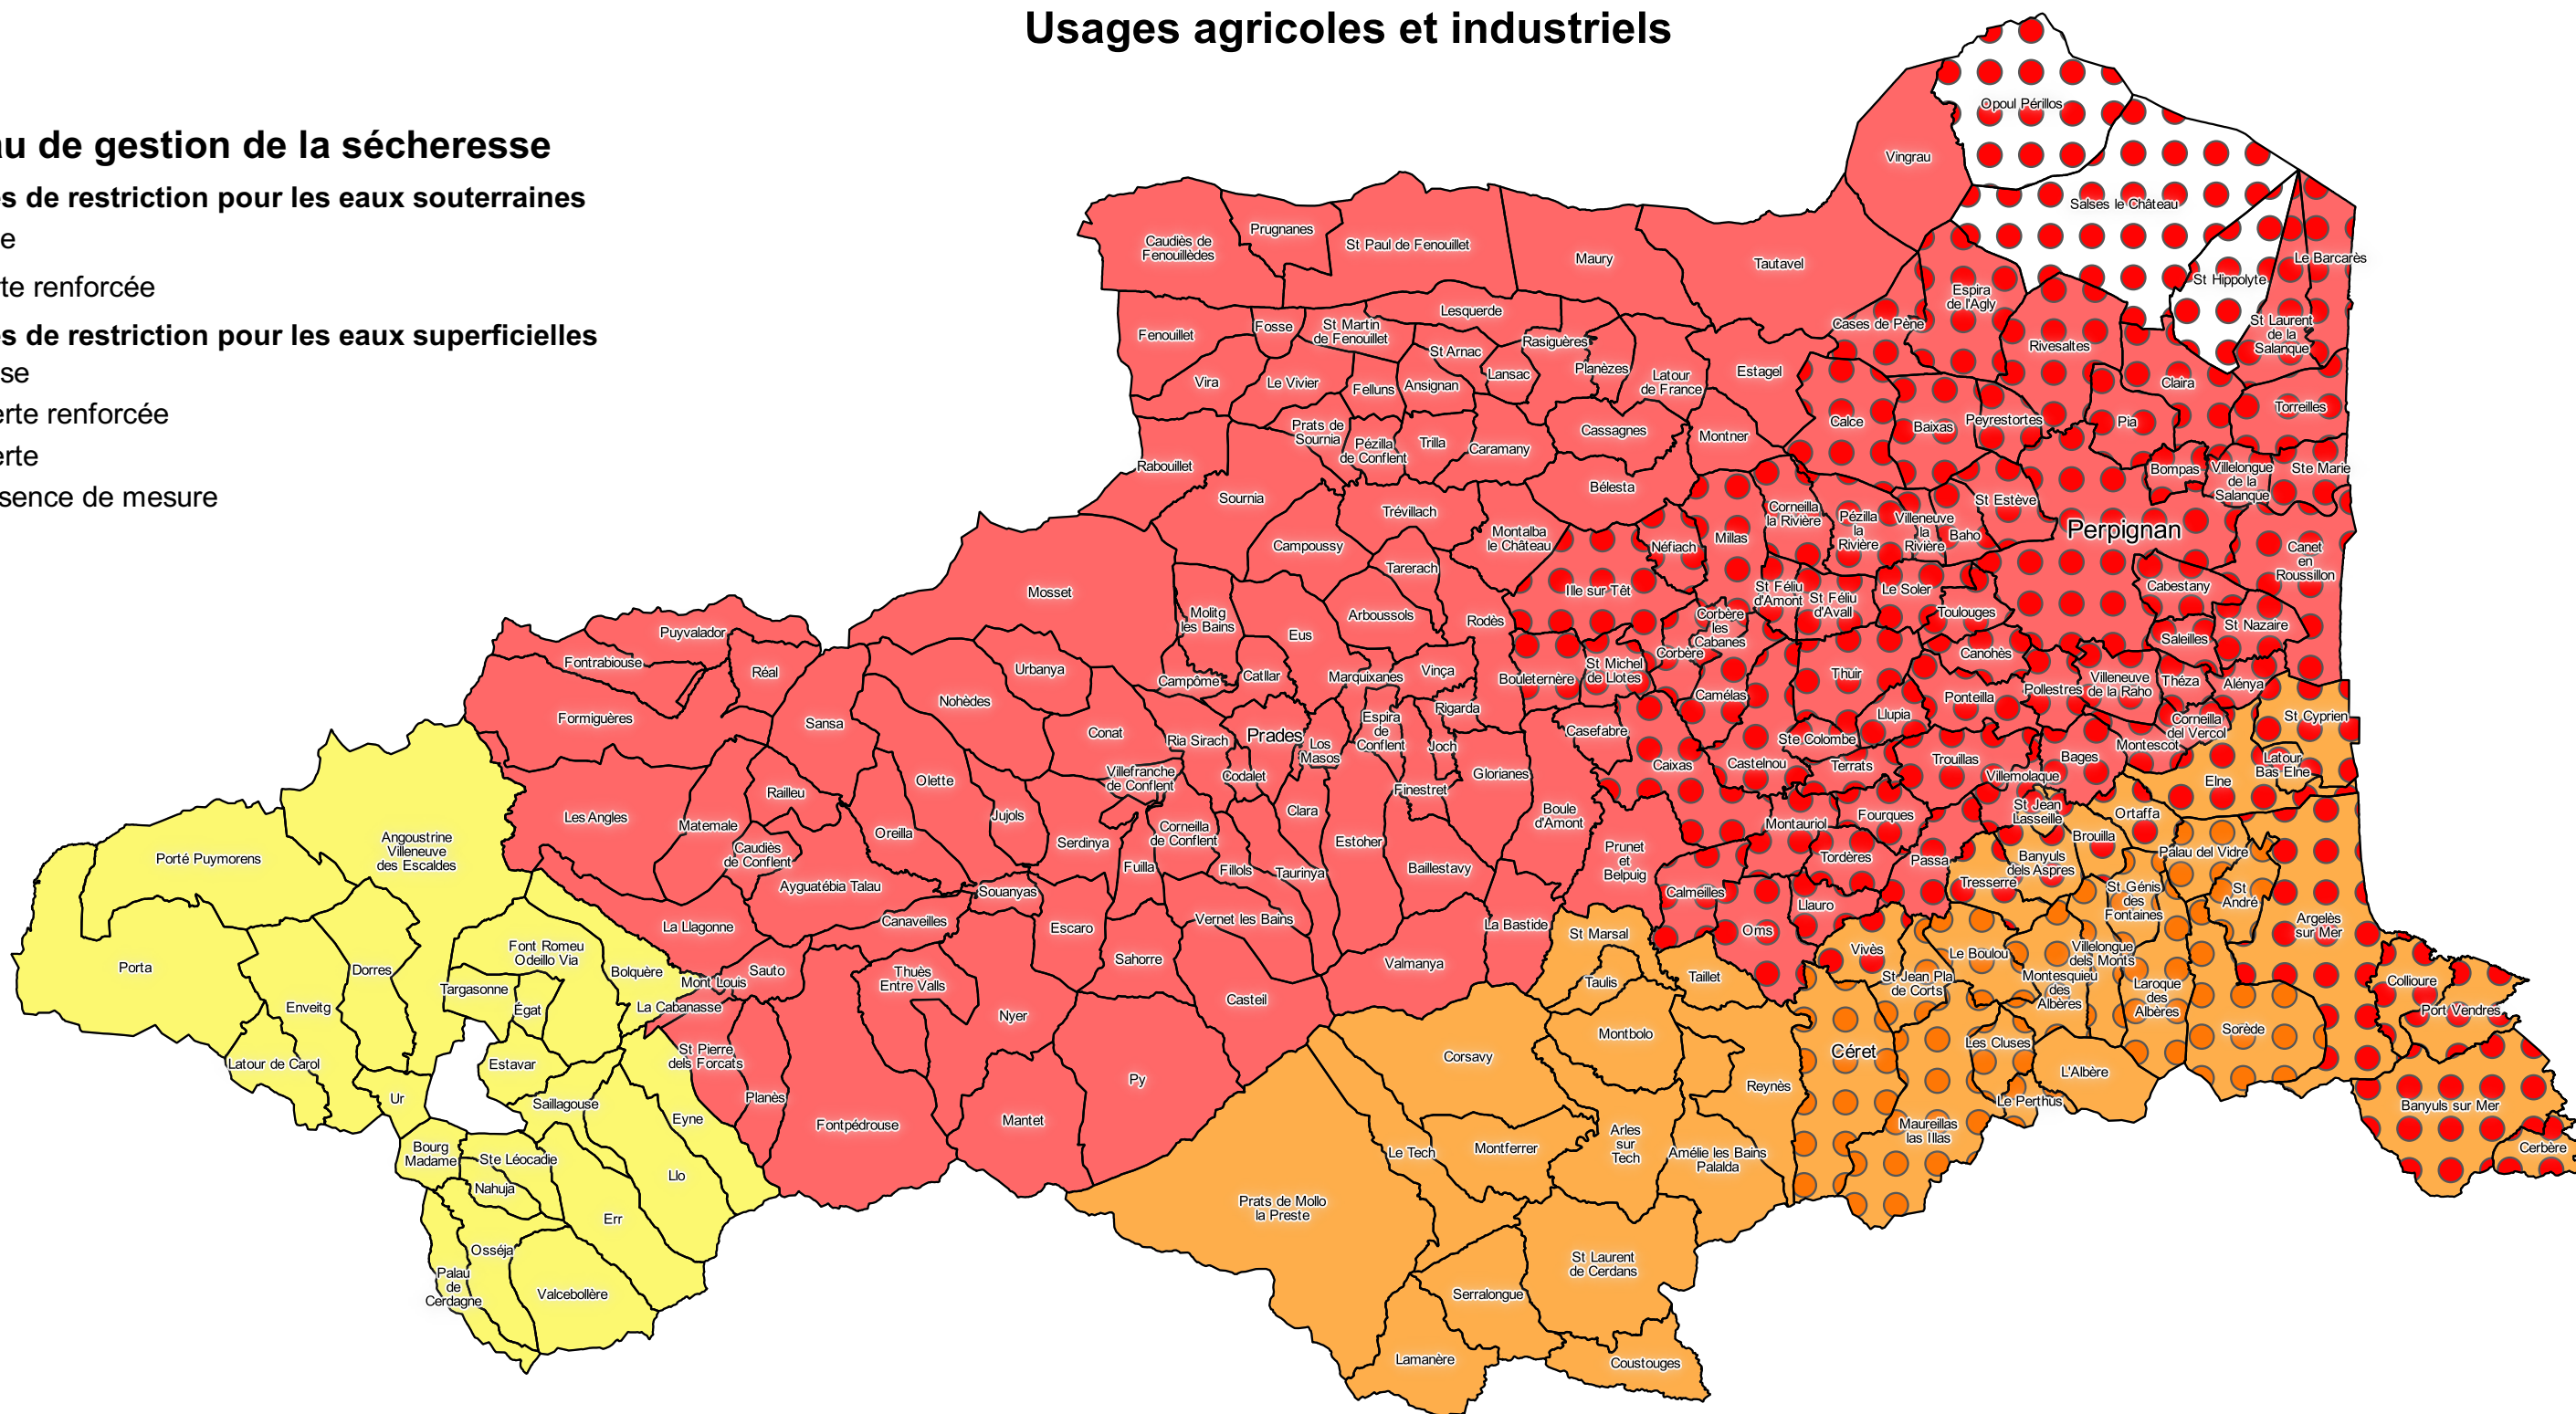 Usages agricoles et industriels
au de gestion de la sécheresse
s de restriction pour les eaux souterraines
e
te renforcée
s de restriction pour les eaux superficielles
se
erte renforcée
erte
sence de mesure
Opoul Périllos
Vingrau
Salses le Château
Prugnanes
Caudiès de
Fenouillèdes
St Paul de Fenouillet
Maury
Tautavel
Le Barcarès
St Hippolyte
Espira
de l'Agly
Cases de Pène
St Laurent
de la
Salanque
Rivesaltes
Lesquerde
Fenouillet
Fosse
St Martin
de Fenouillet
St Arnac
Rasiguères
Planèzes
Lansac
Latour
de France
Estagel
Vira
Le Vivier
Felluns
Ansignan
Claira
Torreilles
Calce
Baixas
Peyrestortes
Pia
Prats de
Sournia
Pézilla
de Conflent
Trilla
Caramany
Cassagnes
Montner
Rabouillet
Bompas
Villelongue
de la
Salanque
Ste Marie
Sournia
Bélesta
Trévillach
Corneilla
la Rivière
Pézilla
la
Rivière
Villeneuve
la
Rivière
Baho
St Estève
Perpignan
Campoussy
Montalba
le Château
Néfiach
Millas
Canet
en
Roussillon
Tarerach
Mosset
Ille sur Têt
St Féliu
d'Amont
St Féliu
d'Avall
Le Soler
Toulouges
Cabestany
Molitg
les Bains
Arboussols
Rodès
Eus
Corbère
les
Cabanes
Corbère
St Nazaire
Saleilles
Puyvalador
Fontrabiouse
Réal
Urbanya
Campôme
Catllar
Marquixanes
Vinça
Bouleternère
St Michel
de Llotes
Camélas
Thuir
Canohès
Ponteilla
Pollestres
Villeneuve
de la Raho
Théza
Alénya
Formiguères
Sansa
Nohèdes
Conat
Ria Sirach
Prades
Los
Masos
Espira
de
Conflent
Rigarda
Joch
Casefabre
Llupia
Ste Colombe
Corneilla
del Vercol
Montescot
St Cyprien
Villefranche
de Conflent
Codalet
Finestret
Glorianes
Caixas
Castelnou
Terrats
Trouillas
Villemolaque
Bages
Elne
Latour
Bas Elne
Les Angles
Matemale
Railleu
Olette
Oreilla
Jujols
Serdinya
Corneilla
de Conflent
Clara
Estoher
Boule
d'Amont
Montauriol
Fourques
St Jean
Lasseille
Brouilla
Ortaffa
Palau del Vidre
Porté Puymorens
Angoustrine
Villeneuve
des Escaldes
Caudiès
de Conflent
Ayguatébia Talau
Souanyas
Fuilla
Fillols
Taurinya
Baillestavy
Prunet
et
Belpuig
Calmeilles
Tordères
Passa
Tresserre
Banyuls
dels Aspres
St Génis
des
Fontaines
St
André
Argelès
sur Mer
La Llagonne
Canaveilles
Escaro
Vernet les Bains
La Bastide
St Marsal
Oms
Llauro
Vivès
Le Boulou
Villelongue
dels Monts
Porta
Dorres
Font Romeu
Odeillo Via
Bolquère
Mont Louis
Sauto
Thuès
Entre Valls
Sahorre
Casteil
Valmanya
Taulis
Taillet
St Jean Pla
de Corts
Montesquieu
des
Albères
Laroque
des
Albères
Sorède
Collioure
Port Vendres
Enveitg
Targasonne
Égat
La Cabanasse
Nyer
Montbolo
Céret
Les Cluses
L'Albère
Latour de Carol
Estavar
St Pierre
dels Forcats
Planès
Py
Corsavy
Reynès
Le Perthus
Banyuls sur Mer
Ur
Saillagouse
Eyne
Fontpédrouse
Mantet
Maureillas
las Illas
Cerbère
Bourg
Madame
Ste Léocadie
Nahuja
Llo
Err
Le Tech
Montferrer
Arles
sur
Tech
Amélie les Bains
Palalda
Prats de Mollo
la Preste
Osséja
Palau
de
Cerdagne
Valcebollère
St Laurent
de Cerdans
Serralongue
Lamanère
Coustouges